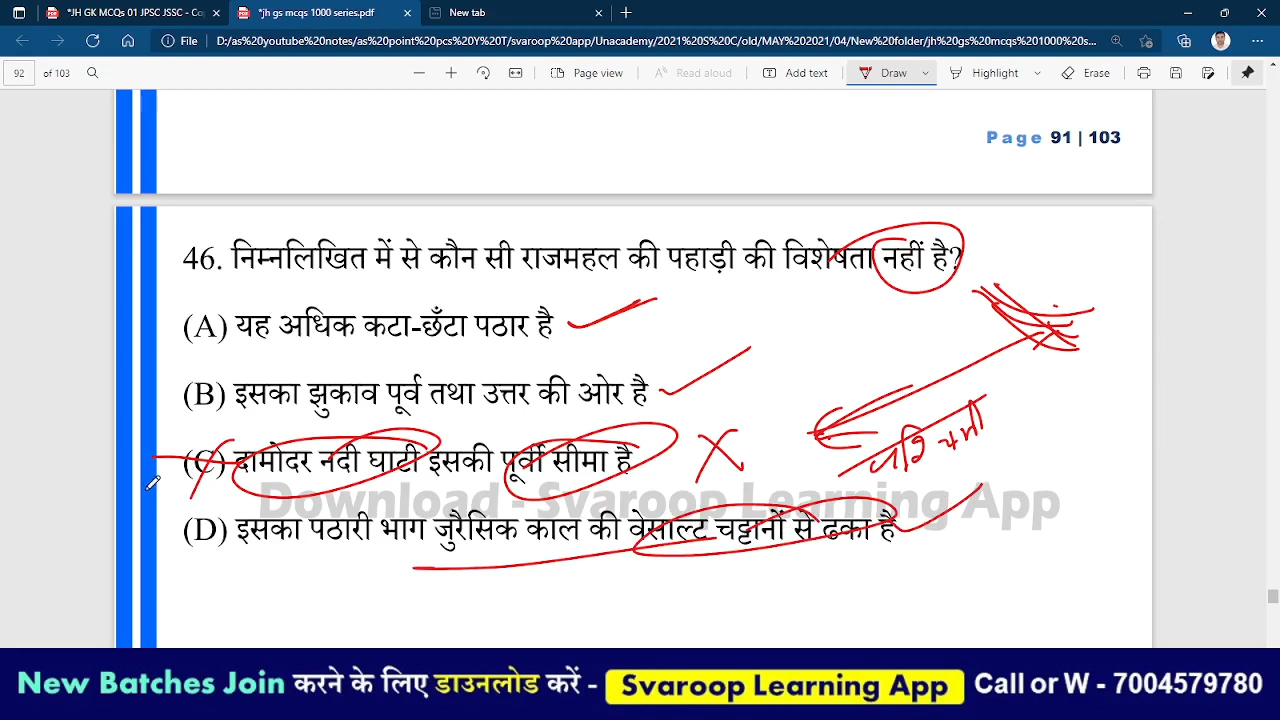 *JH GK MCQs 01 JPSC JSSC - Co
*jh gs mcqs 1000 series.pdf
New tab
File
D:/as%20youtube%20notes/as%20point%20pcs%20Y%20T/svaroop%20app/Unacademy/2021%20S%20C/old/MAY%202021/04/New%20folder/jh%20gs%20mcqs%201000%20s...
92 of 103
Page view
Read aloud
Add text
Draw
Highlight
Erase
Page 91 | 103
46. निम्नलिखित में से कौन सी राजमहल की पहाड़ी की विशेषता नहीं है?
(A) यह अधिक कटा-छँटा पठार है
(B) इसका झुकाव पूर्व तथा उत्तर की ओर है
(C) दामोदर नदी घाटी इसकी पूर्वी सीमा है
Download - Svaroop Learning App
(D) इसका पठारी भाग जुरैसिक काल की वेसाल्ट चट्टानों से ढका है
New Batches Join करने के लिए डाउनलोड करें - Svaroop Learning App Call or W - 7004579780